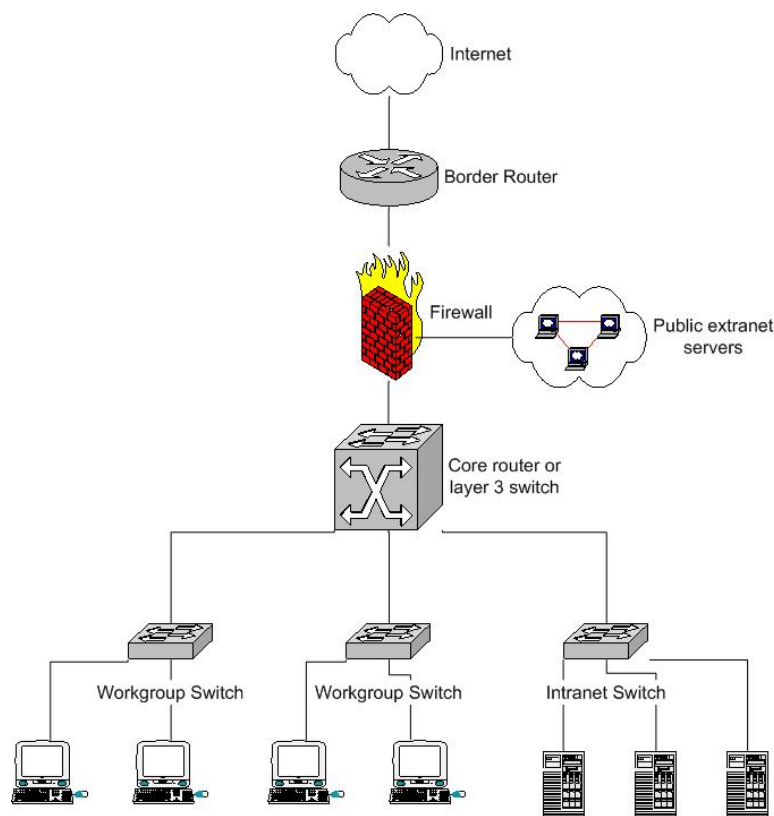 Internet
Border Router
Firewall
Public extranet
servers
Core router or
layer 3 switch
Workgroup Switch
Workgroup Switch
Intranet Switch